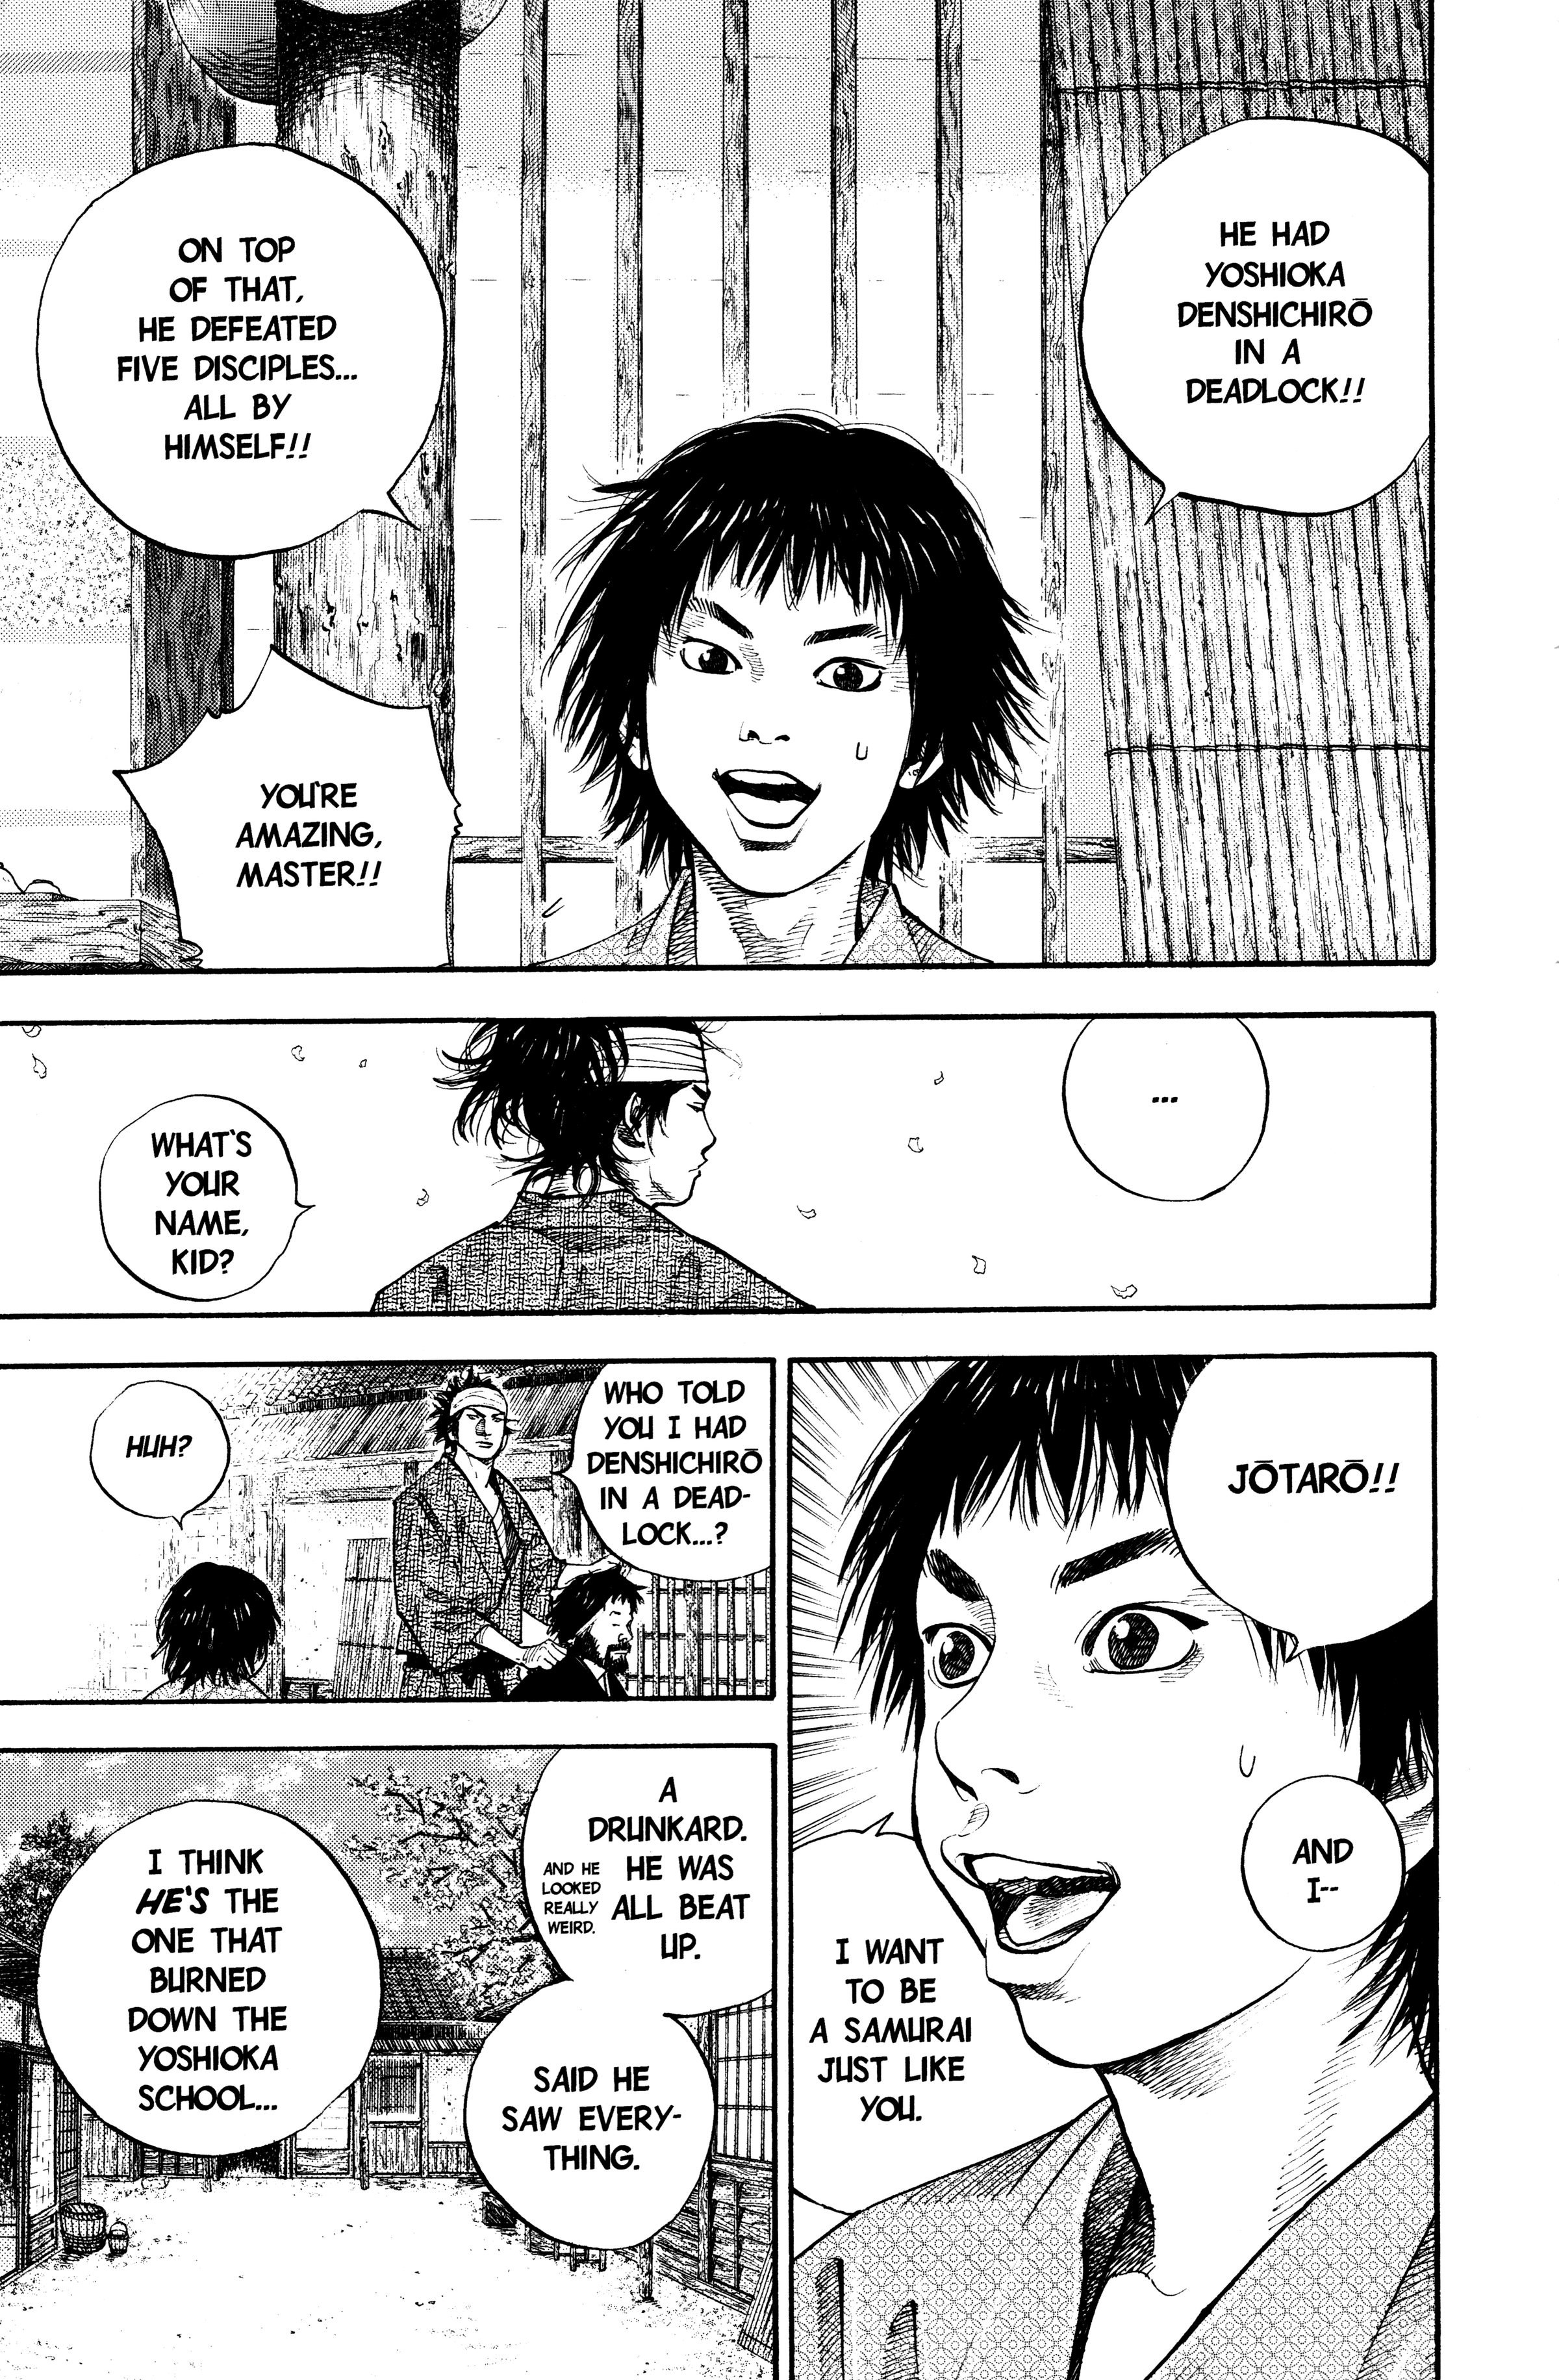 HE HAD
YOSHIOKA
DENSHICHIRŌ
IN A
DEADLOCK!!
ON TOP
OF THAT,
HE DEFEATED
FIVE DISCIPLES...
ALL BY
HIMSELF!!
YOU'RE
AMAZING,
MASTER!!
...
WHAT'S
YOUR
NAME,
KID?
JŌTARŌ!!
AND
I--
I WANT
TO BE
A SAMURAI
JUST LIKE
YOU.
WHO TOLD
YOU I HAD
DENSHICHIRŌ
IN A DEAD-
LOCK...?
HUH?
A
DRUNKARD.
HE WAS
ALL BEAT
UP.
AND HE
LOOKED
REALLY
WEIRD.
SAID HE
SAW EVERY-
THING.
I THINK
HE'S THE
ONE THAT
BURNED
DOWN THE
YOSHIOKA
SCHOOL...